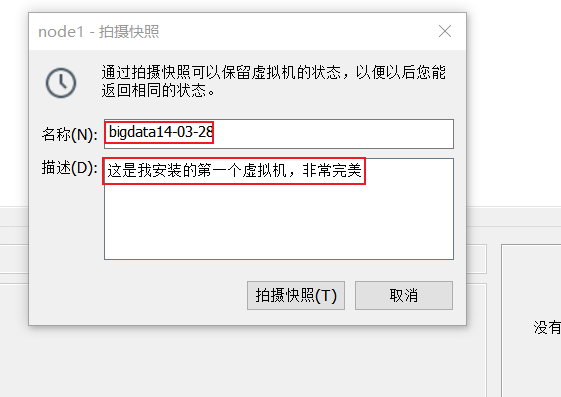 node1 - 拍摄快照
通过拍摄快照可以保留虚拟机的状态，以便以后您能
返回相同的状态。
名称(N): bigdata14-03-28
描述(D): 这是我安装的第一个虚拟机，非常完美
拍摄快照(T) 取消
没有